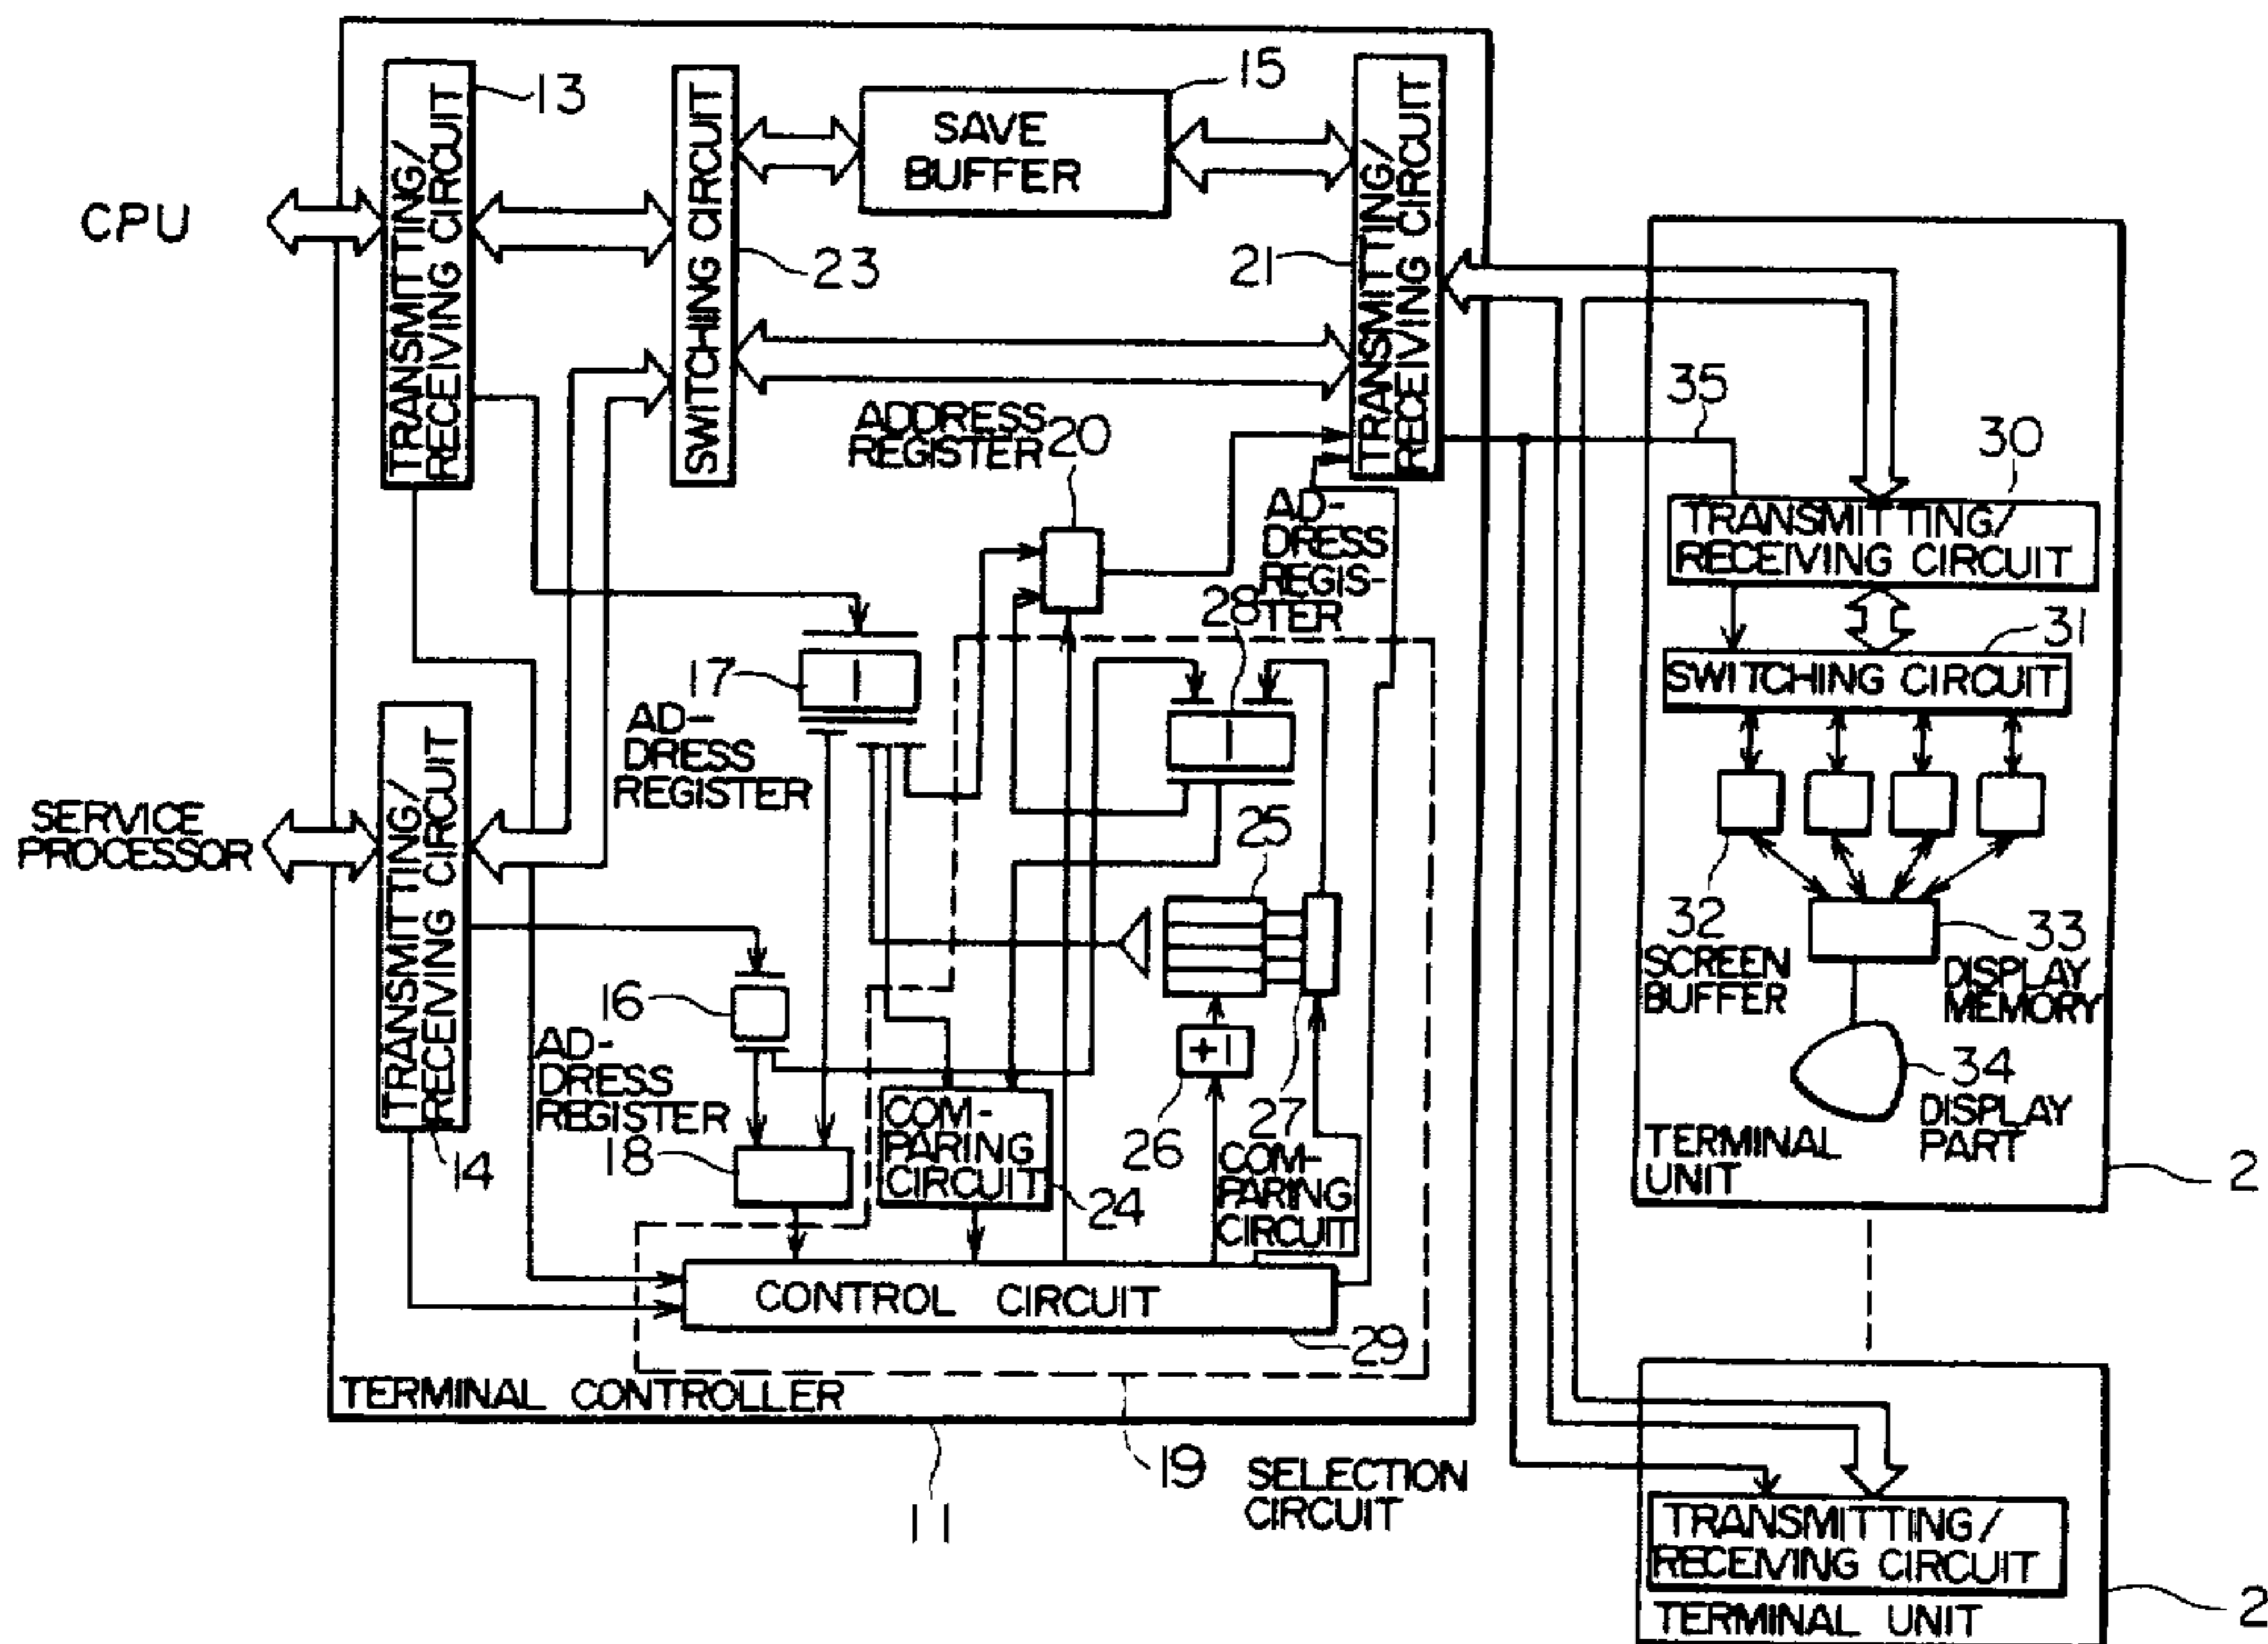 13
TRANSMITTING/
RECEIVING CIRCUIT
SWITCHING CIRCUIT
23
15
SAVE
BUFFER
21
TRANSMITTING/
RECEIVING CIRCUIT
CPU
35
30
TRANSMITTING/
RECEIVING CIRCUIT
31
SWITCHING CIRCUIT
ADDRESS
REGISTER
20
AD-
DRESS
REGIS-
TER
28
17
AD-
DRESS
REGISTER
SERVICE
PROCESSOR
TRANSMITTING/
RECEIVING CIRCUIT
14
25
16
AD-
DRESS
REGISTER
18
COM-
PARING
CIRCUIT
24
+1
26
27
COM-
PARING
CIRCUIT
32
SCREEN
BUFFER
33
DISPLAY
MEMORY
34
DISPLAY
PART
TERMINAL
UNIT
2
CONTROL CIRCUIT
29
TERMINAL CONTROLLER
11
19
SELECTION
CIRCUIT
TRANSMITTING/
RECEIVING CIRCUIT
TERMINAL UNIT
2